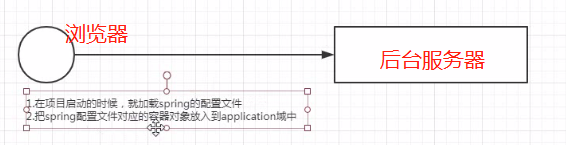 浏览器
后台服务器
1.在项目启动的时候，就加载spring的配置文件
2.把spring配置文件对应的容器对象放入到application域中